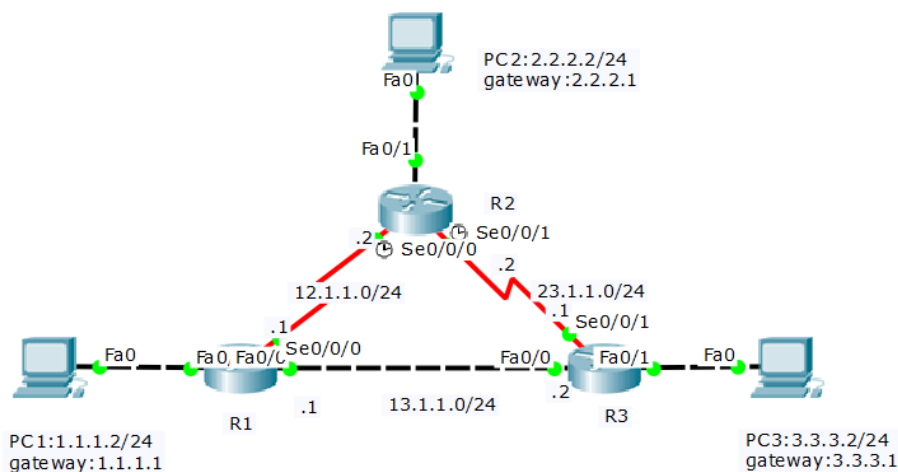 PC2:2.2.2.2/24
gateway:2.2.2.1
Fa0
Fa0/1
R2
.2
Se0/0/1
Se0/0/0
.2
12.1.1.0/24
23.1.1.0/24
.1
.1
Se0/0/1
Fa0
Fa0/0
Se0/0/0
Fa0/0
Fa0/1
Fa0
.1
13.1.1.0/24
.2
R1
R3
PC1:1.1.1.2/24
gateway:1.1.1.1
PC3:3.3.3.2/24
gateway:3.3.3.1